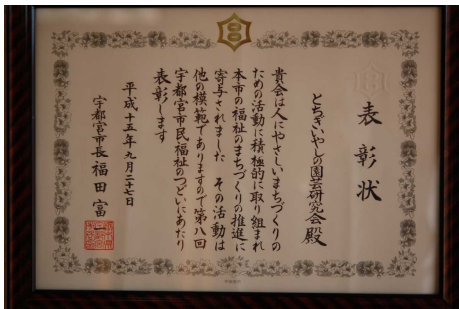 表彰状
とちぎいやしの園芸研究会殿
貴会は人にやさしいまちづくりの
ための活動に積極的に取り組まれ
本市の福祉のまちづくりの推進に
寄与されました その活動は
他の模範でありますので第八回
宇都宮市民福祉のつどいにあたり
表彰します
平成十五年九月二十七日
宇都宮市長 福田富一